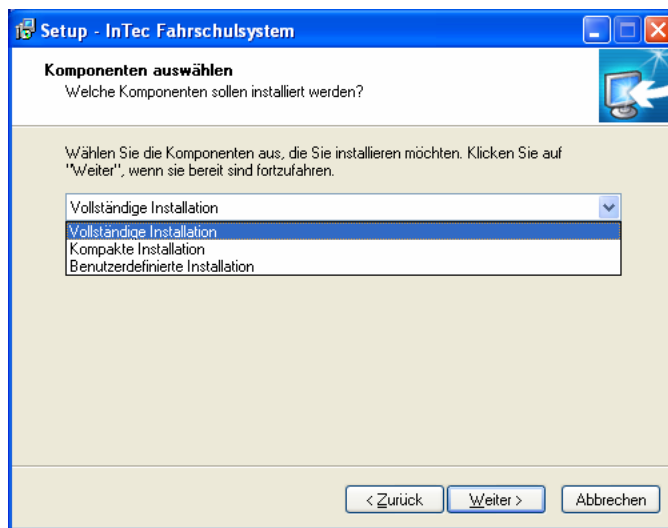 Setup - InTec Fahrschulsystem
Komponenten auswählen
Welche Komponenten sollen installiert werden?
Wählen Sie die Komponenten aus, die Sie installieren möchten. Klicken Sie auf
"Weiter", wenn sie bereit sind fortzufahren.
Vollständige Installation
Vollständige Installation
Kompakte Installation
Benutzerdefinierte Installation
< Zurück
Weiter >
Abbrechen